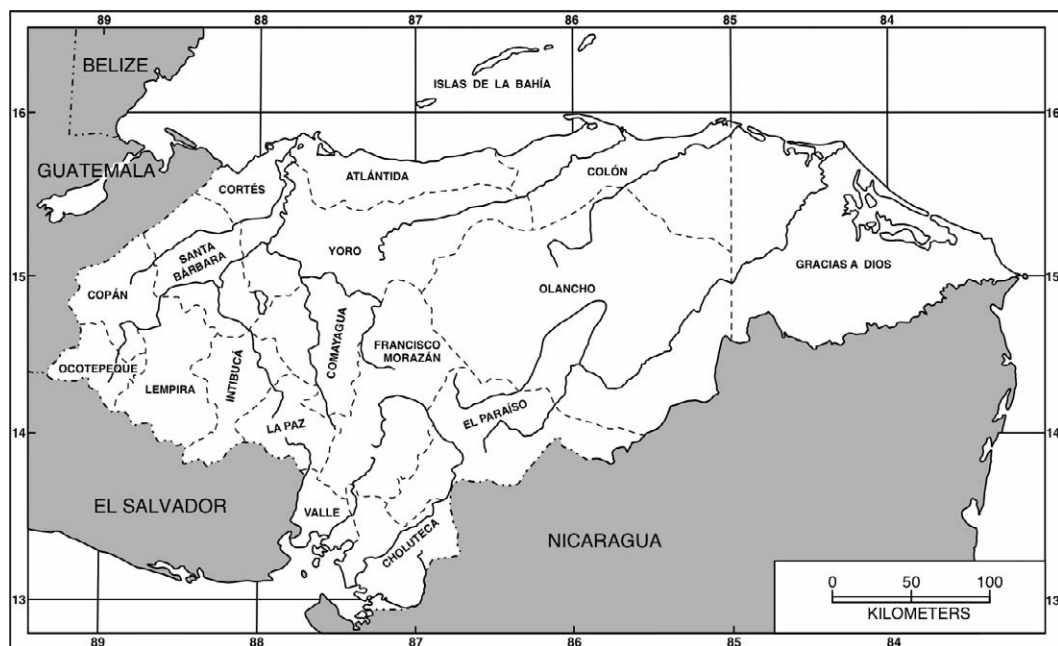 89 88 87 86 85 84
BELIZE
ISLAS DE LA BAHÍA
16 16
GUATEMALA
CORTÉS
ATLÁNTIDA
COLÓN
SANTA
BÁRBARA
YORO
15 15
GRACIAS A DIOS
COPÁN
OLANCHO
COMAYAGUA
FRANCISCO
MORAZÁN
OCOTEPEQUE
LEMPIRA
INTIBUCÁ
EL PARAÍSO
LA PAZ
14 14
EL SALVADOR
VALLE
CHOLUTECA
NICARAGUA
0 50 100
KILOMETERS
13 13
89 88 87 86 85 84